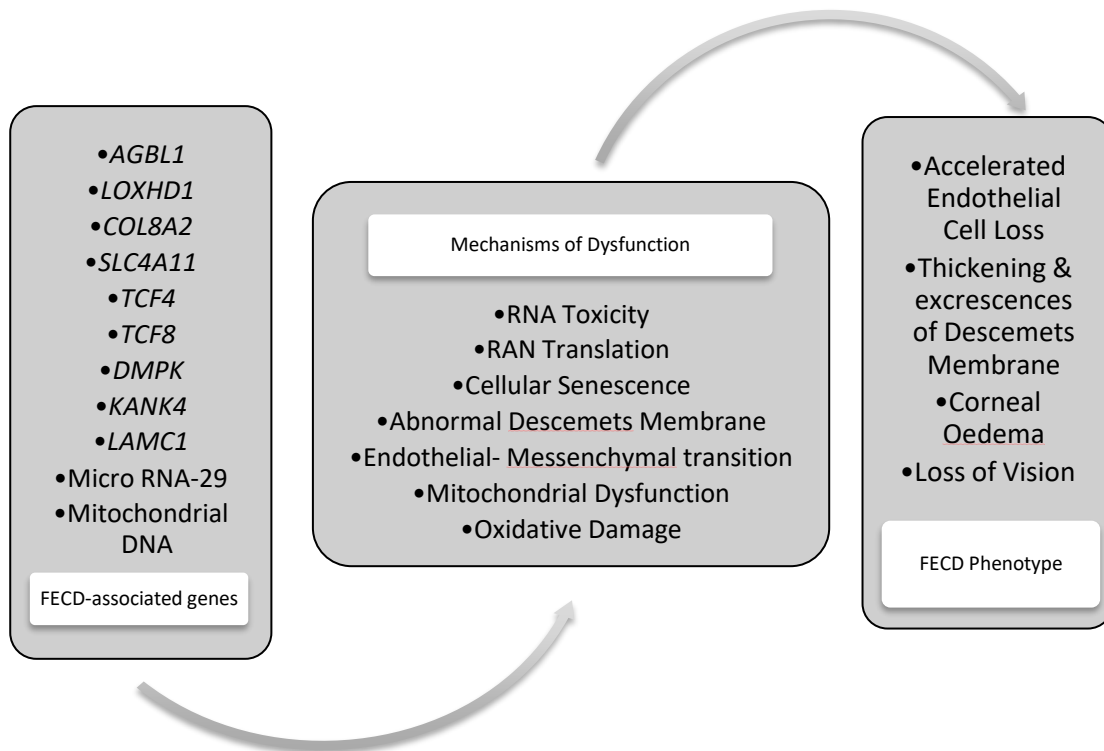 •AGBL1
•LOXHD1
•COL8A2
•SLC4A11
•TCF4
•TCF8
•DMPK
•KANK4
•LAMC1
•Micro RNA-29
•Mitochondrial
DNA
FECD-associated genes
Mechanisms of Dysfunction
•RNA Toxicity
•RAN Translation
•Cellular Senescence
•Abnormal Descemets Membrane
•Endothelial- Messenchymal transition
•Mitochondrial Dysfunction
•Oxidative Damage
•Accelerated
Endothelial
Cell Loss
•Thickening &
excrescences
of Descemets
Membrane
•Corneal
Oedema
•Loss of Vision
FECD Phenotype